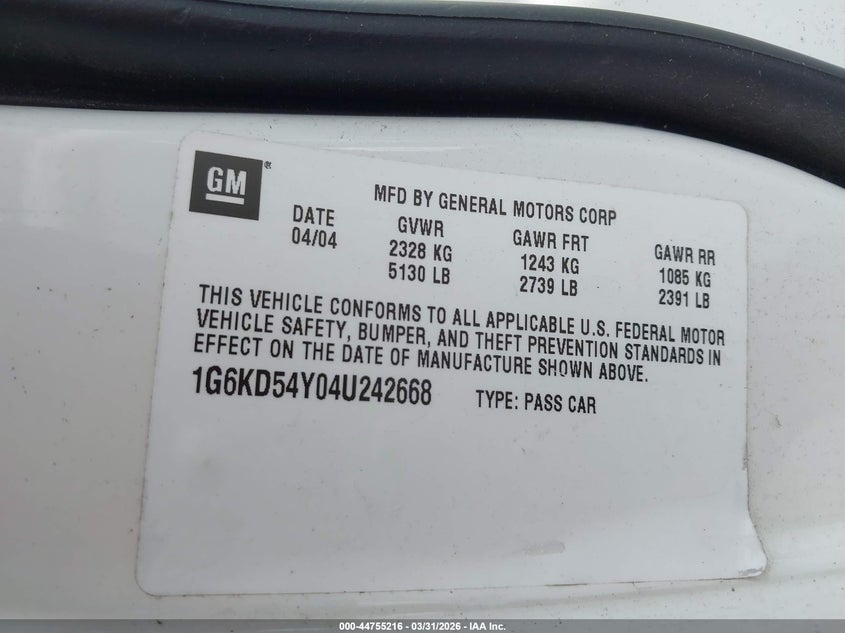 GM®
MFD BY GENERAL MOTORS CORP
DATE GVWR GAWR FRT GAWR RR
04/04 2328 KG 1243 KG 1085 KG
5130 LB 2739 LB 2391 LB
THIS VEHICLE CONFORMS TO ALL APPLICABLE U.S. FEDERAL MOTOR
VEHICLE SAFETY, BUMPER, AND THEFT PREVENTION STANDARDS IN
EFFECT ON THE DATE OF MANUFACTURE SHOWN ABOVE.
1G6KD54Y04U242668 TYPE: PASS CAR
000-44755216 - 03/31/2026 - IAA Inc.